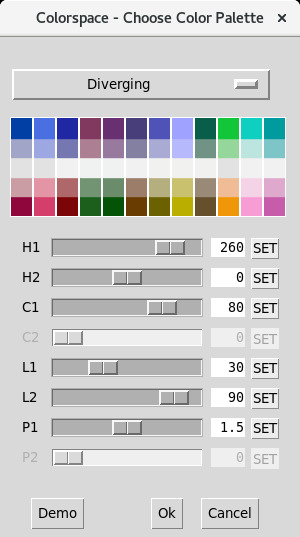 Colorspace - Choose Color Palette ×
Diverging
H1 260 SET
H2 0 SET
C1 80 SET
C2 0 SET
L1 30 SET
L2 90 SET
P1 1.5 SET
P2 0 SET
Demo Ok Cancel